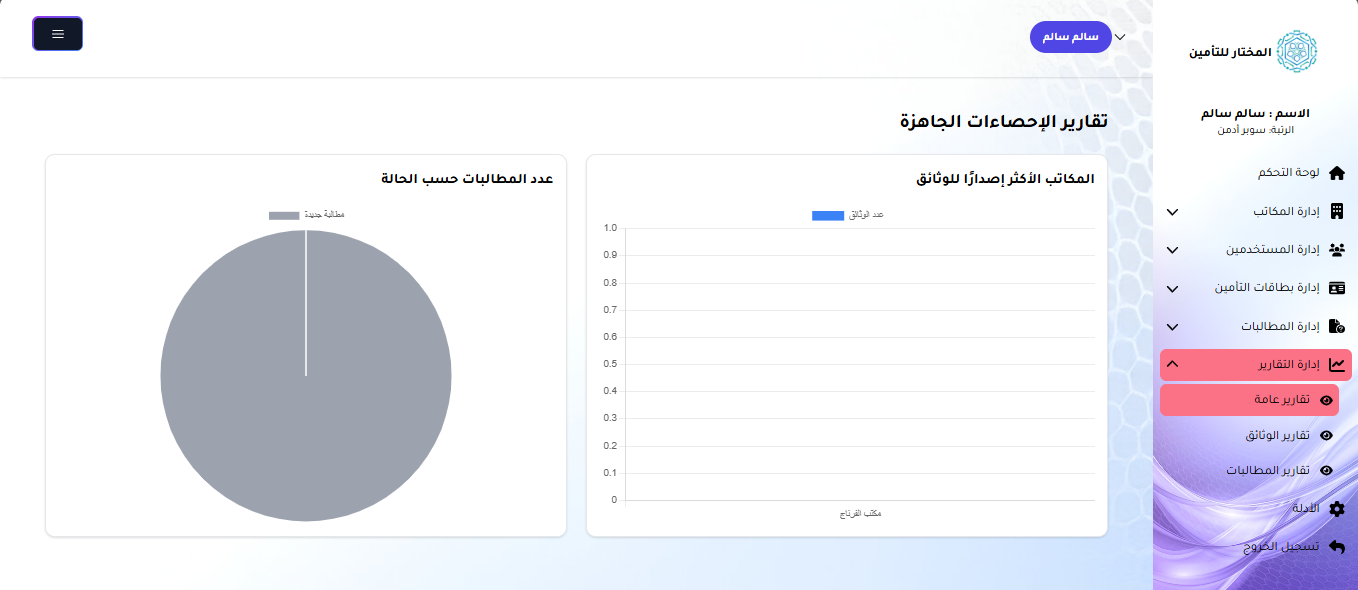 المختار للتأمين
الاسم : سالم سالم
الرتبة: سوبر أدمن
لوحة التحكم
إدارة المكاتب
إدارة المستخدمين
إدارة بطاقات التأمين
إدارة المطالبات
إدارة التقارير
تقارير عامة
تقارير الوثائق
تقارير المطالبات
الأدلة
تسجيل الخروج
سالم سالم
تقارير الإحصاءات الجاهزة
المكاتب الأكثر إصدارًا للوثائق
عدد الوثائق
1.0
0.9
0.8
0.7
0.6
0.5
0.4
0.3
0.2
0.1
0
مكتب القرتاج
عدد المطالبات حسب الحالة
مطالبة جديدة